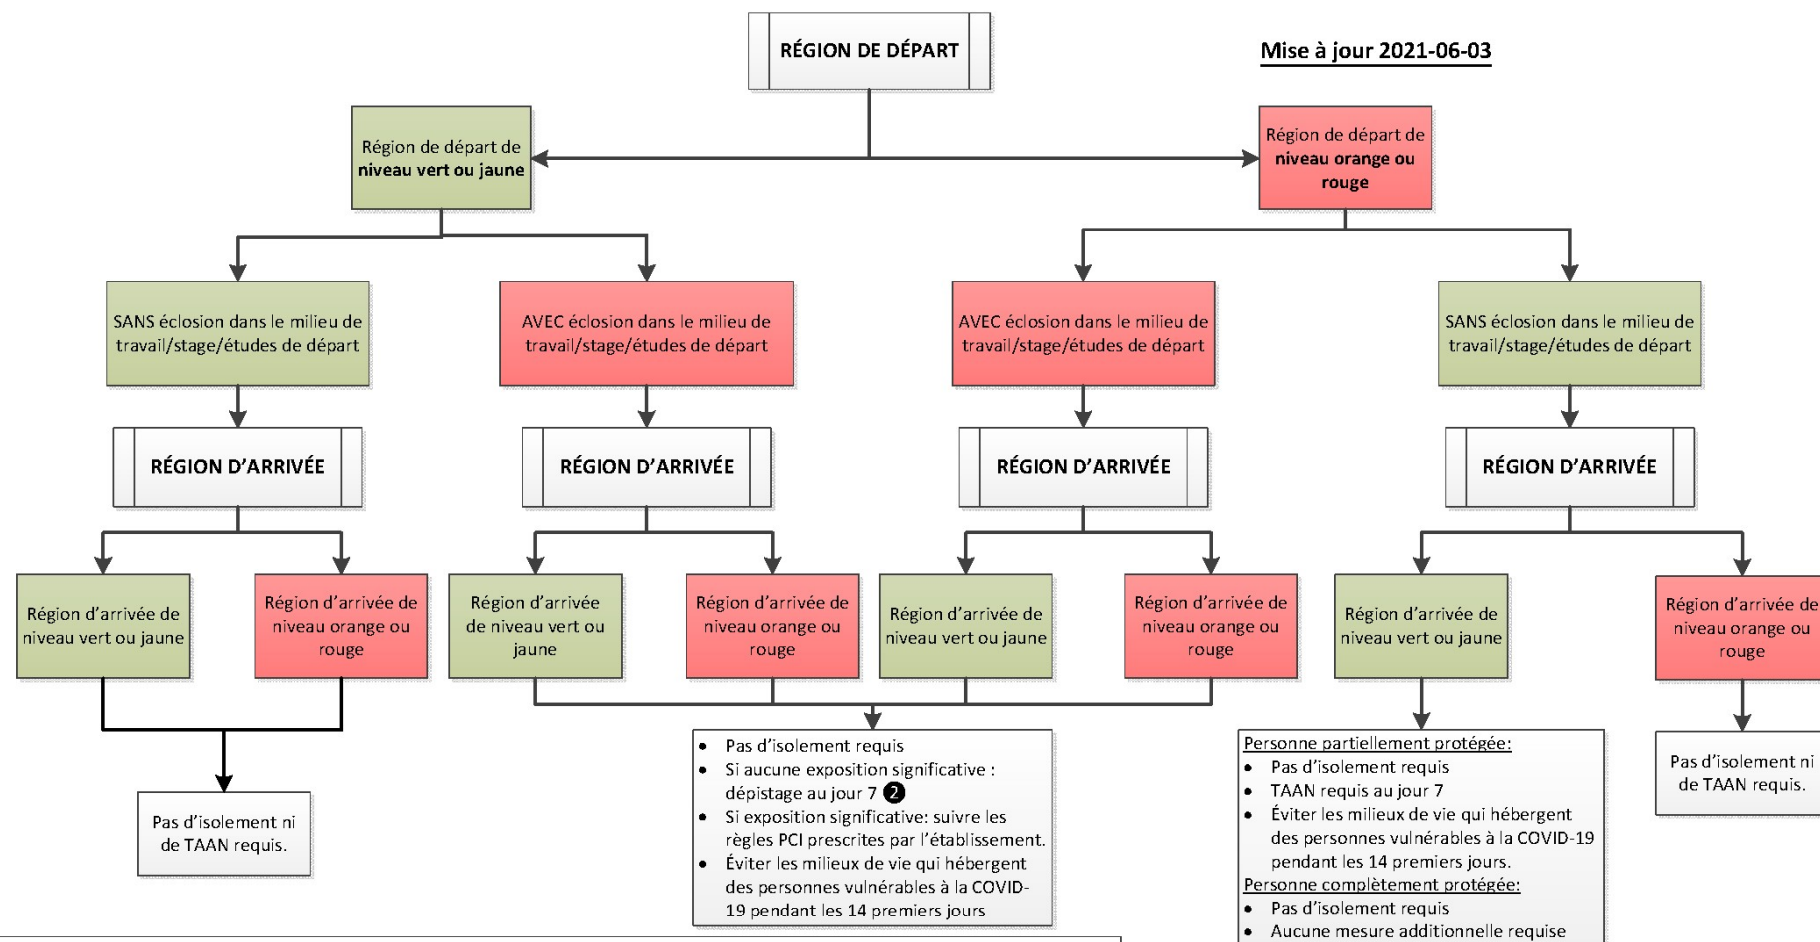 RÉGION DE DÉPART
Mise à jour 2021-06-03
Région de départ de
niveau vert ou jaune
Région de départ de
niveau orange ou
rouge
SANS éclosion dans le milieu de
travail/stage/études de départ
AVEC éclosion dans le milieu de
travail/stage/études de départ
AVEC éclosion dans le milieu de
travail/stage/études de départ
SANS éclosion dans le milieu de
travail/stage/études de départ
RÉGION D'ARRIVÉE
RÉGION D'ARRIVÉE
RÉGION D'ARRIVÉE
RÉGION D'ARRIVÉE
Région d'arrivée de
niveau vert ou jaune
Région d'arrivée de
niveau orange ou
rouge
Région d'arrivée
de niveau vert ou
jaune
Région d'arrivée de
niveau orange ou
rouge
Région d'arrivée de
niveau vert ou jaune
Région d'arrivée de
niveau orange ou
rouge
Région d'arrivée de
niveau vert ou jaune
Région d'arrivée de
niveau orange ou
rouge
Pas d'isolement ni
de TAAN requis.
• Pas d'isolement requis
• Si aucune exposition significative :
dépistage au jour 7 ❷
• Si exposition significative: suivre les
règles PCI prescrites par l'établissement.
• Éviter les milieux de vie qui hébergent
des personnes vulnérables à la COVID-
19 pendant les 14 premiers jours
Personne partiellement protégée:
• Pas d'isolement requis
• TAAN requis au jour 7
• Éviter les milieux de vie qui hébergent
des personnes vulnérables à la COVID-19
pendant les 14 premiers jours.
Personne complètement protégée:
• Pas d'isolement requis
• Aucune mesure additionnelle requise
Pas d'isolement ni
de TAAN requis.